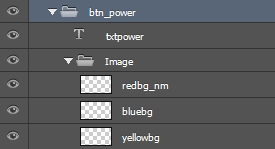 btn_power
T txtpower
Image
redbg_nm
bluebg
yellowbg